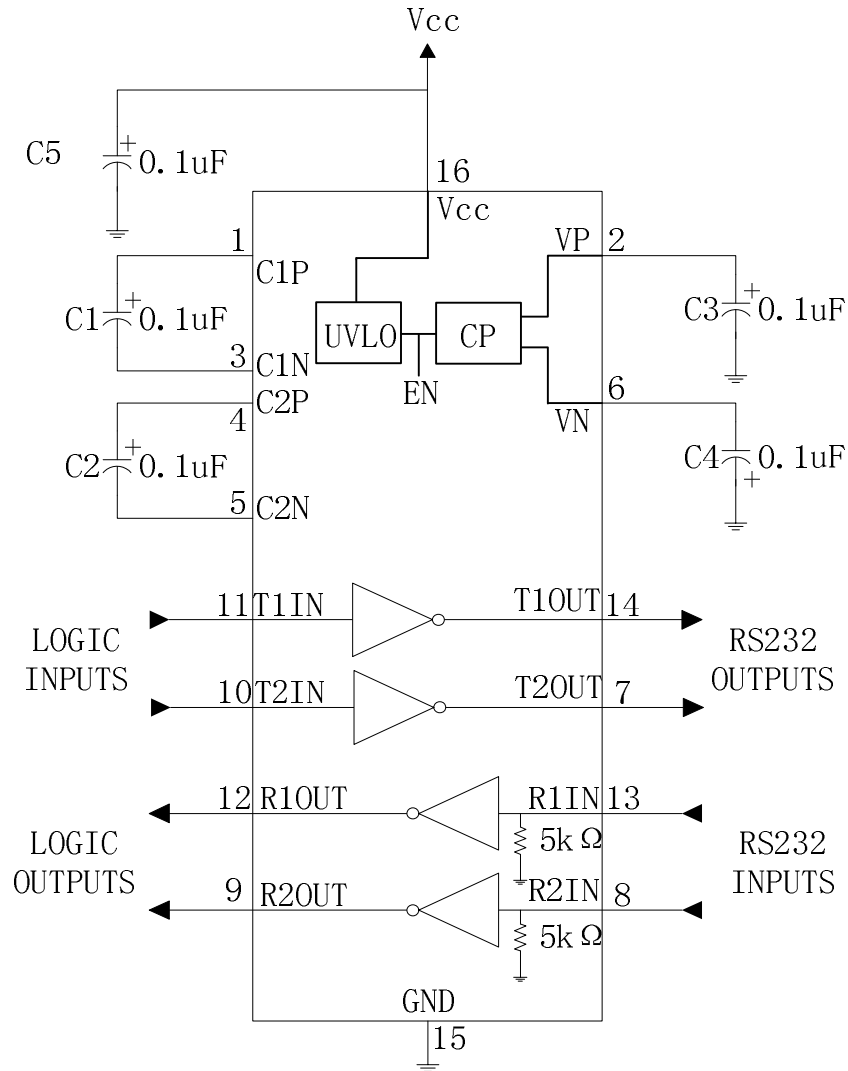 Vcc
C5
0.1uF
16
Vcc
1
C1P
VP
2
C1
0.1uF
UVLO
CP
C3
0.1uF
3
C1N
EN
C2P
4
6
VN
C2
0.1uF
C4
0.1uF
5
C2N
11
T1IN
T1OUT
14
LOGIC
INPUTS
RS232
OUTPUTS
10
T2IN
T2OUT
7
12
R1OUT
R1IN
13
5kΩ
LOGIC
OUTPUTS
RS232
INPUTS
9
R2OUT
R2IN
8
5kΩ
GND
15